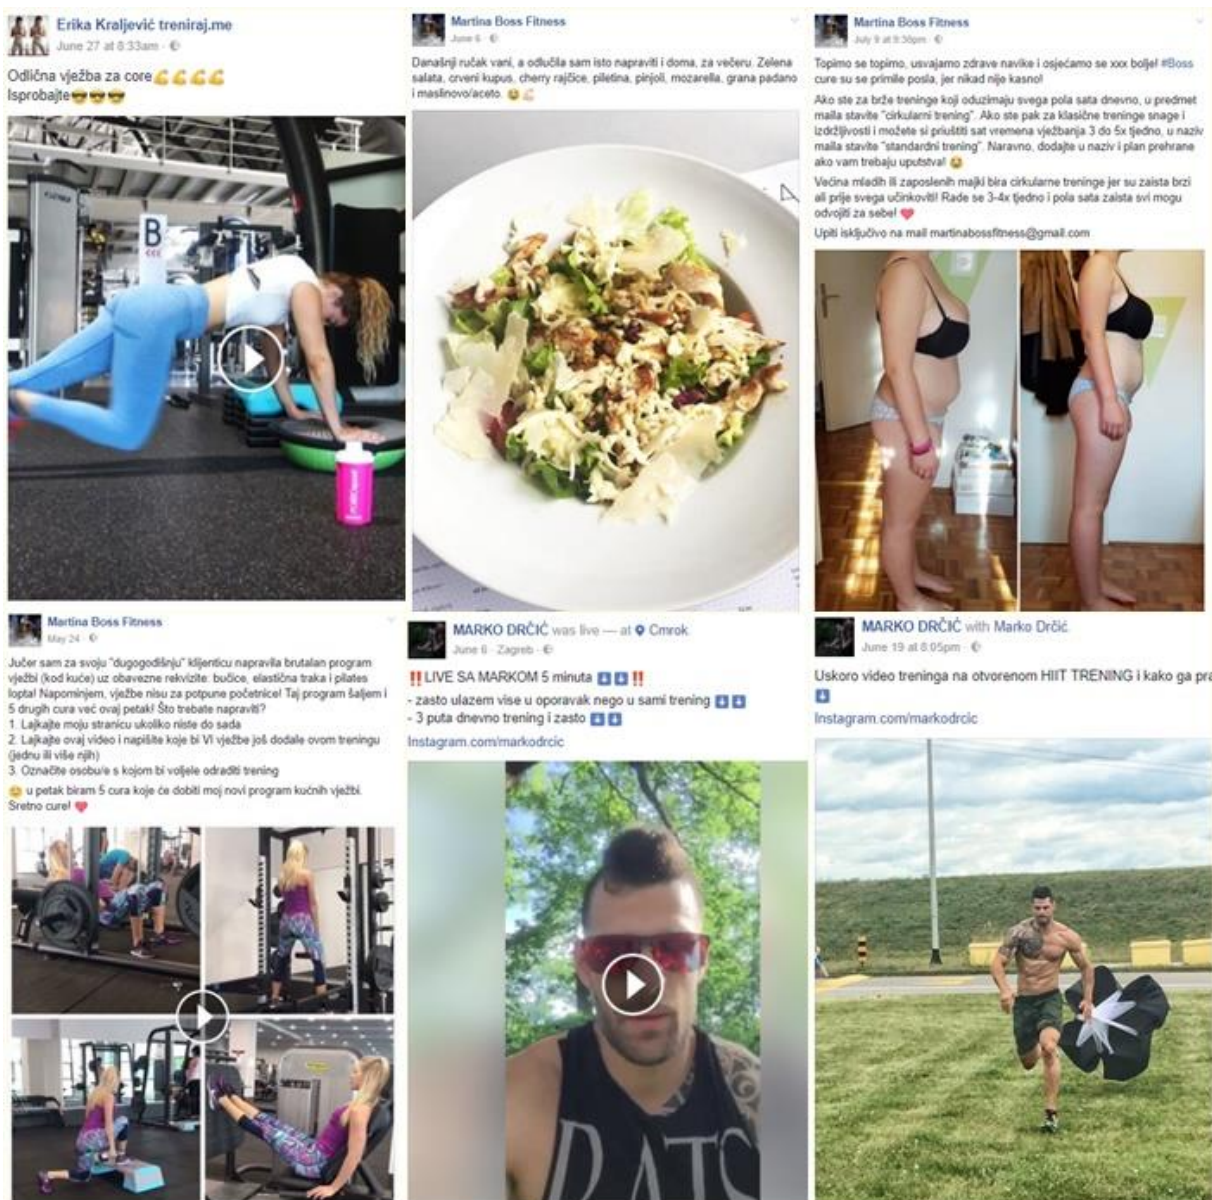 Erika Kraljević treniraj.me
June 27 at 8:33am
Odlična vježba za core
Isprobajte
Martina Boss Fitness
June 6
Današnji ručak vani, a odlučila sam isto napraviti i doma, za večeru. Zelena
salata, crveni kupus, cherry rajčice, piletina, pinjoli, mozarella, grana padano
i maslinovo/aceto.
Martina Boss Fitness
July 9 at 9:36pm
Topimo se topimo, usvajamo zdrave navike i osjećamo se xxx bolje! #Boss
cure su se primile posla, jer nikad nije kasno!
Ako ste za brže treninge koji oduzimaju svega pola sata dnevno, u predmet
maila stavite "cirkularni trening". Ako ste pak za klasične treninge snage i
izdržljivosti i možete si priuštiti sat vremena vježbanja 3 do 5x tjedno, u naziv
maila stavite "standardni trening". Naravno, dodajte u naziv i plan prehrane
ako vam trebaju uputstva!
Većina mladih ili zaposlenih majki bira cirkularne treninge jer su zaista brzi
ali prije svega učinkoviti! Rade se 3-4x tjedno i pola sata zaista svi mogu
odvojiti za sebe!
Upiti isključivo na mail martinabossfitness@gmail.com
B
Martina Boss Fitness
May 24
Jučer sam za svoju "dugogodišnju" klijenticu napravila brutalan program
vježbi (kod kuće) uz obavezne rekvizite: bučice, elastična traka i pilates
lopta! Napominjem, vježbe nisu za potpune početnice! Taj program šaljem i
5 drugih cura već ovaj petak! Što trebate napraviti?
1. Lajkajte moju stranicu ukoliko niste do sada
2. Lajkajte ovaj video i napišite koje bi VI vježbe još dodale ovom treningu
(jednu ili više njih)
3. Označite osobu/e s kojom bi voljele odraditi trening
u petak biram 5 cura koje će dobiti moj novi program kućnih vježbi.
Sretno cure!
MARKO DRČIĆ was live — at Cmrok.
June 6 · Zagreb
!! LIVE SA MARKOM 5 minuta !!
- zasto ulazem vise u oporavak nego u sami trening
- 3 puta dnevno trening i zasto
Instagram.com/markodrcic
MARKO DRČIĆ with Marko Drčić.
June 19 at 8:05pm
Uskoro video treninga na otvorenom HIIT TRENING i kako ga pra
Instagram.com/markodrcic